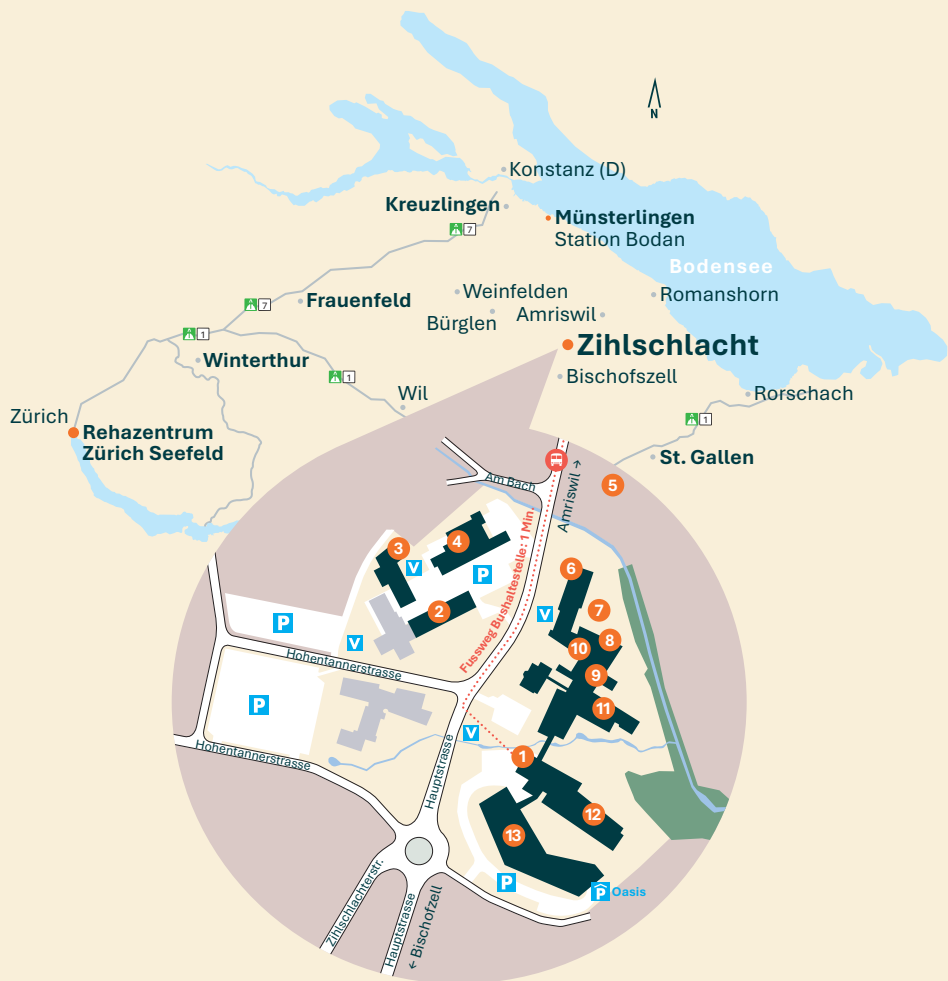 N
Konstanz (D)
Kreuzlingen
7
Münsterlingen
Station Bodan
Bodensee
Weinfelden
Romanshorn
7
Frauenfeld
Bürglen
Amriswil
1
Zihlschlacht
Winterthur
1
Bischofszell
Wil
Rorschach
Zürich
1
Rehazentrum
Zürich Seefeld
St. Gallen
Am Bach
Amriswil →
5
Fussweg Bushaltestelle: 1 Min.
3
4
V
P
6
2
7
V
P
V
8
Hohentannerstrasse
10
9
P
11
V
Hohentannerstrasse
1
Hauptstrasse
12
13
P
P
Oasis
Zihlschlachterstr.
Hauptstrasse
← Bischofzell